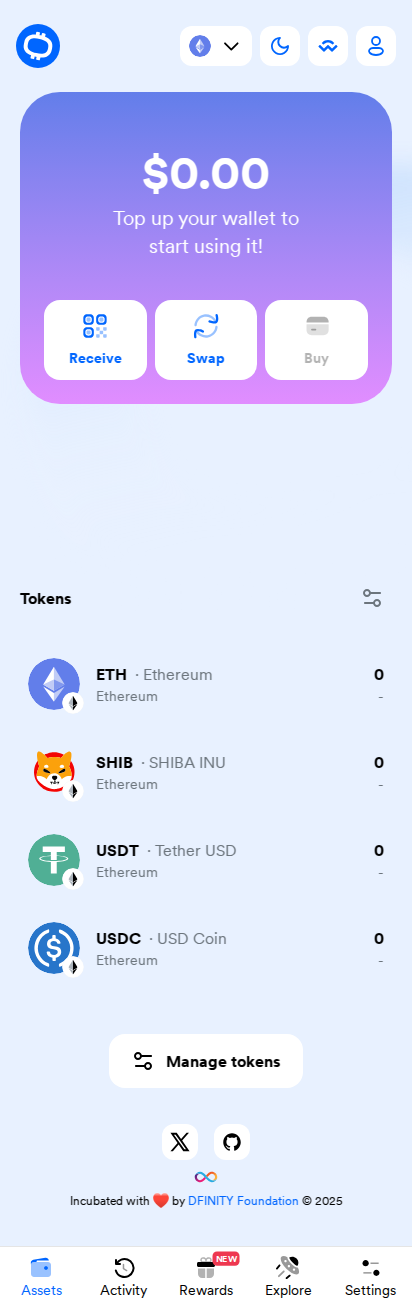 $0.00
Top up your wallet to
start using it!
Receive
Swap
Buy
Tokens
ETH · Ethereum
0
Ethereum
-
SHIB · SHIBA INU
0
Ethereum
-
USDT · Tether USD
0
Ethereum
-
USDC · USD Coin
0
Ethereum
-
Manage tokens
Incubated with ❤️ by DFINITY Foundation © 2025
NEW
Assets
Activity
Rewards
Explore
Settings